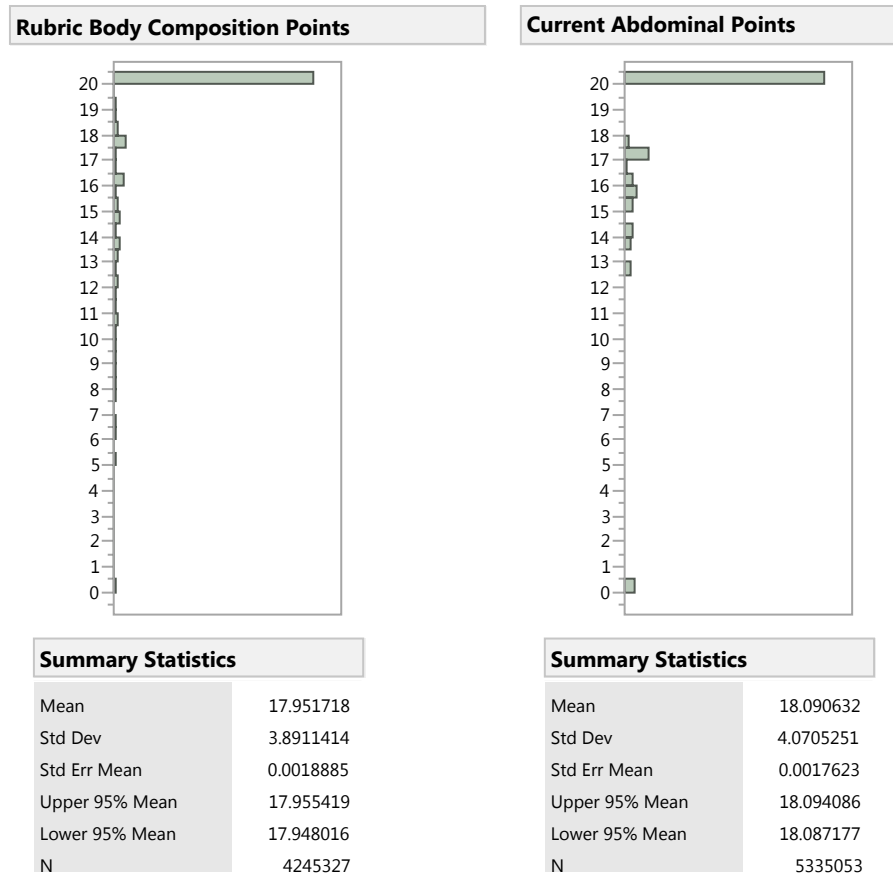 Rubric Body Composition Points
20
19
18
17
16
15
14
13
12
11
10
9
8
7
6
5
4
3
2
1
0
Summary Statistics
Mean 17.951718
Std Dev 3.8911414
Std Err Mean 0.0018885
Upper 95% Mean 17.955419
Lower 95% Mean 17.948016
N 4245327
Current Abdominal Points
20
19
18
17
16
15
14
13
12
11
10
9
8
7
6
5
4
3
2
1
0
Summary Statistics
Mean 18.090632
Std Dev 4.0705251
Std Err Mean 0.0017623
Upper 95% Mean 18.094086
Lower 95% Mean 18.087177
N 5335053